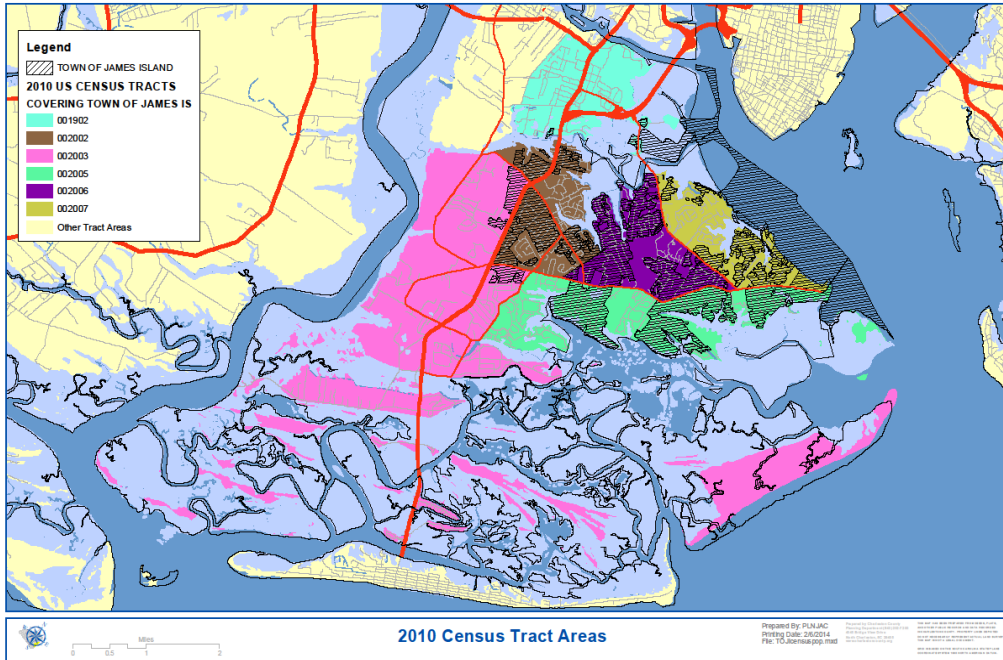 Legend
TOWN OF JAMES ISLAND
2010 US CENSUS TRACTS
COVERING TOWN OF JAMES IS
001902
002002
002003
002005
002006
002007
Other Tract Areas
Miles
0 0.5 1 2
2010 Census Tract Areas
Prepared By: PLNJAC
Printing Date: 2/6/2014
File: TOJIcensuspop.mxd